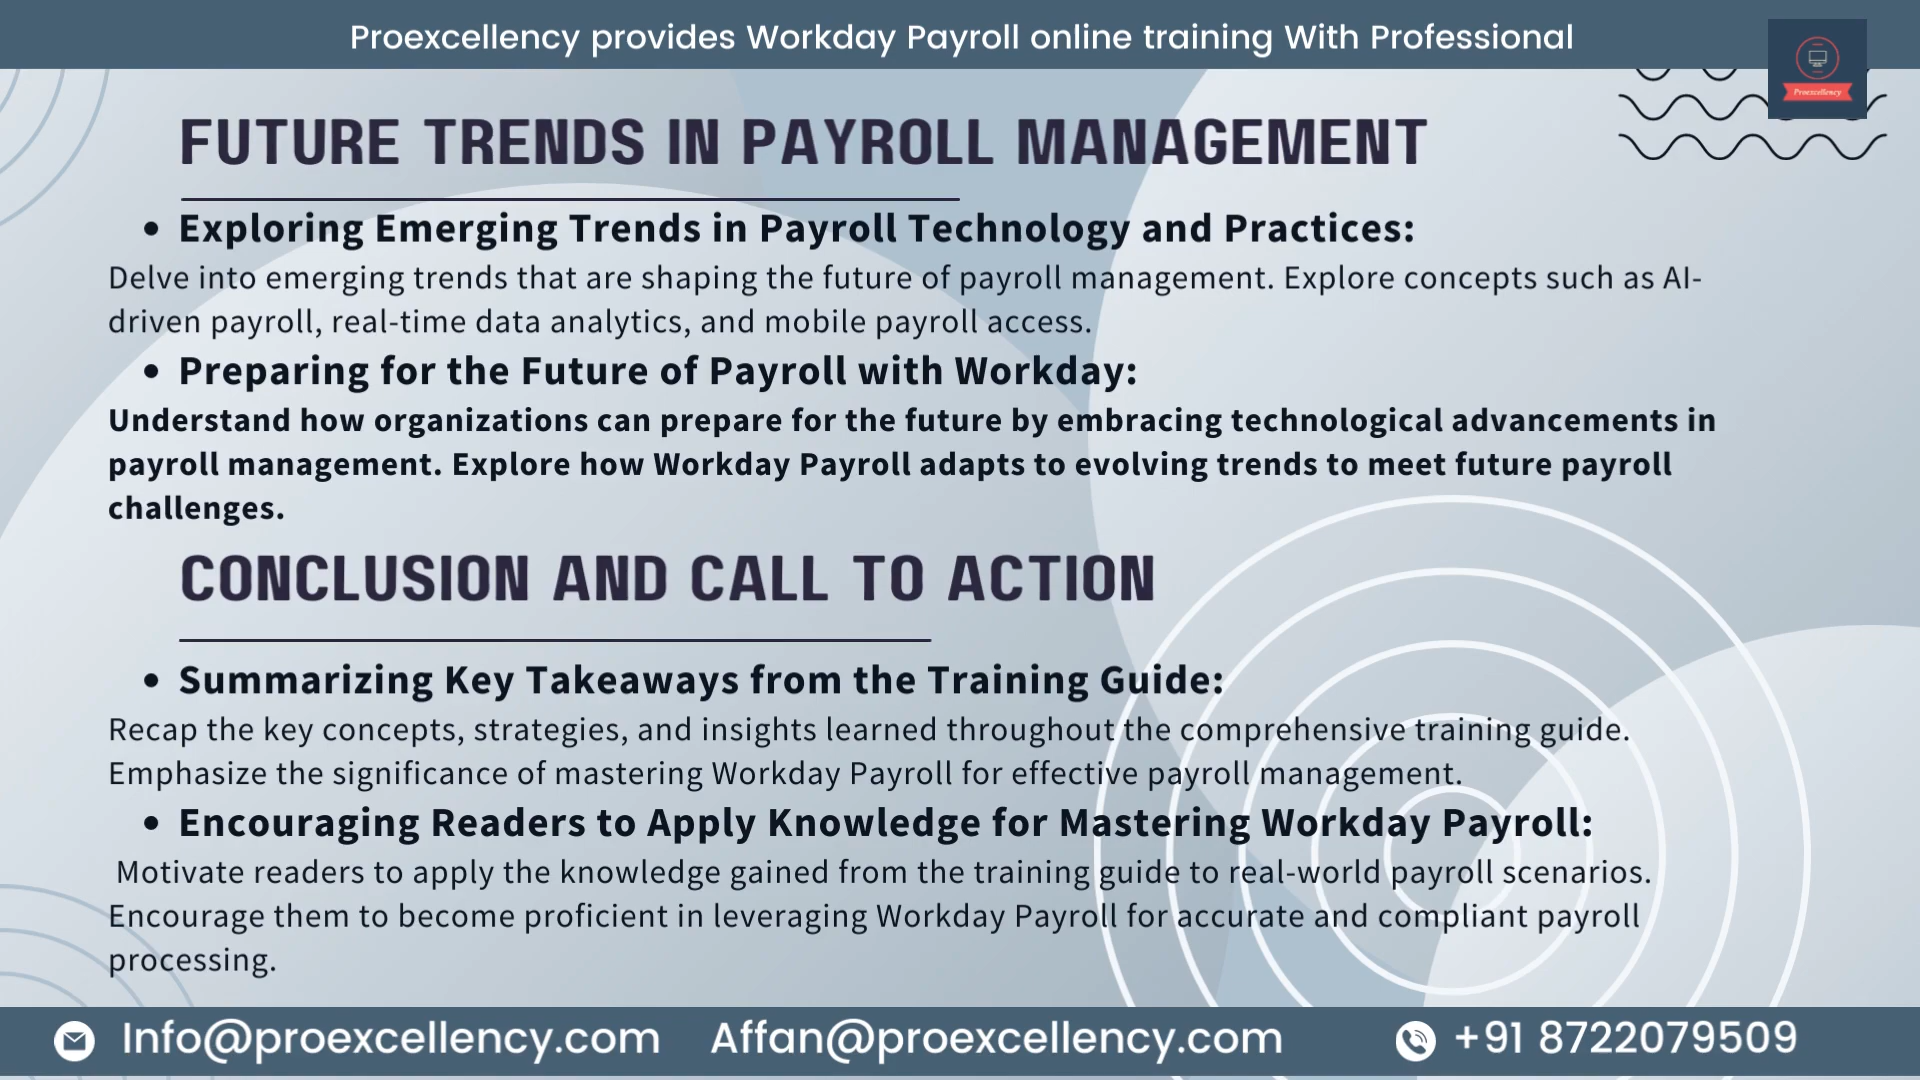 Proexcellency provides Workday Payroll online training With Professional
Proexcellency
FUTURE TRENDS IN PAYROLL MANAGEMENT
• Exploring Emerging Trends in Payroll Technology and Practices:
Delve into emerging trends that are shaping the future of payroll management. Explore concepts such as AI-
driven payroll, real-time data analytics, and mobile payroll access.
• Preparing for the Future of Payroll with Workday:
Understand how organizations can prepare for the future by embracing technological advancements in
payroll management. Explore how Workday Payroll adapts to evolving trends to meet future payroll
challenges.
CONCLUSION AND CALL TO ACTION
• Summarizing Key Takeaways from the Training Guide:
Recap the key concepts, strategies, and insights learned throughout the comprehensive training guide.
Emphasize the significance of mastering Workday Payroll for effective payroll management.
• Encouraging Readers to Apply Knowledge for Mastering Workday Payroll:
Motivate readers to apply the knowledge gained from the training guide to real-world payroll scenarios.
Encourage them to become proficient in leveraging Workday Payroll for accurate and compliant payroll
processing.
Info@proexcellency.com Affan@proexcellency.com +91 8722079509